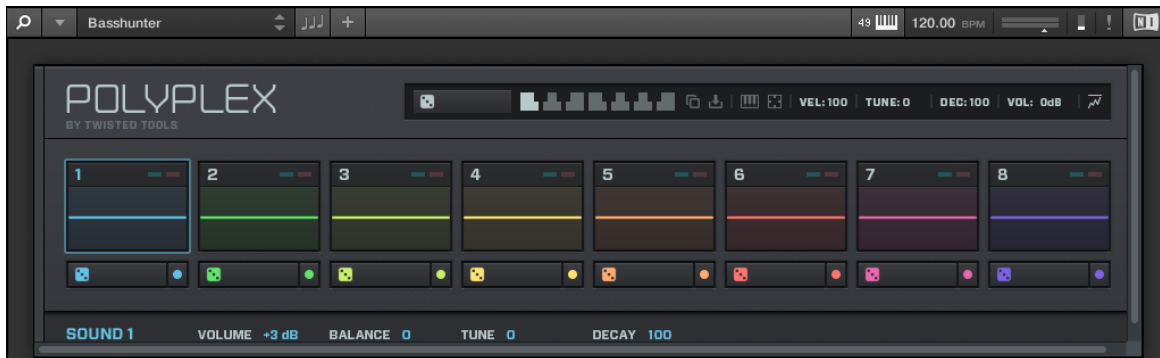 Basshunter
49
120.00 BPM
NI
POLYPLEX
BY TWISTED TOOLS
VEL: 100 TUNE: 0 DEC: 100 VOL: 0dB
1 2 3 4 5 6 7 8
SOUND 1 VOLUME +3 dB BALANCE 0 TUNE 0 DECAY 100